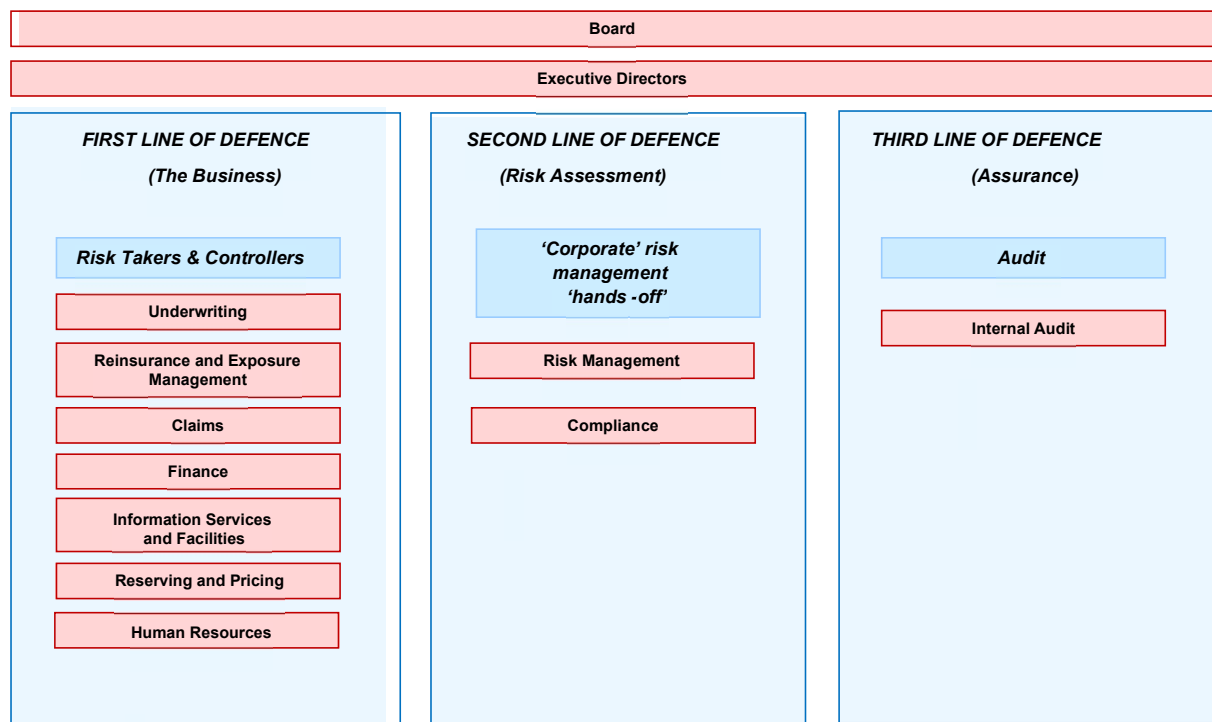 Board
Executive Directors
FIRST LINE OF DEFENCE
(The Business)
Risk Takers & Controllers
Underwriting
Reinsurance and Exposure
Management
Claims
Finance
Information Services
and Facilities
Reserving and Pricing
Human Resources
SECOND LINE OF DEFENCE
(Risk Assessment)
‘Corporate’ risk
management
‘hands -off’
Risk Management
Compliance
THIRD LINE OF DEFENCE
(Assurance)
Audit
Internal Audit